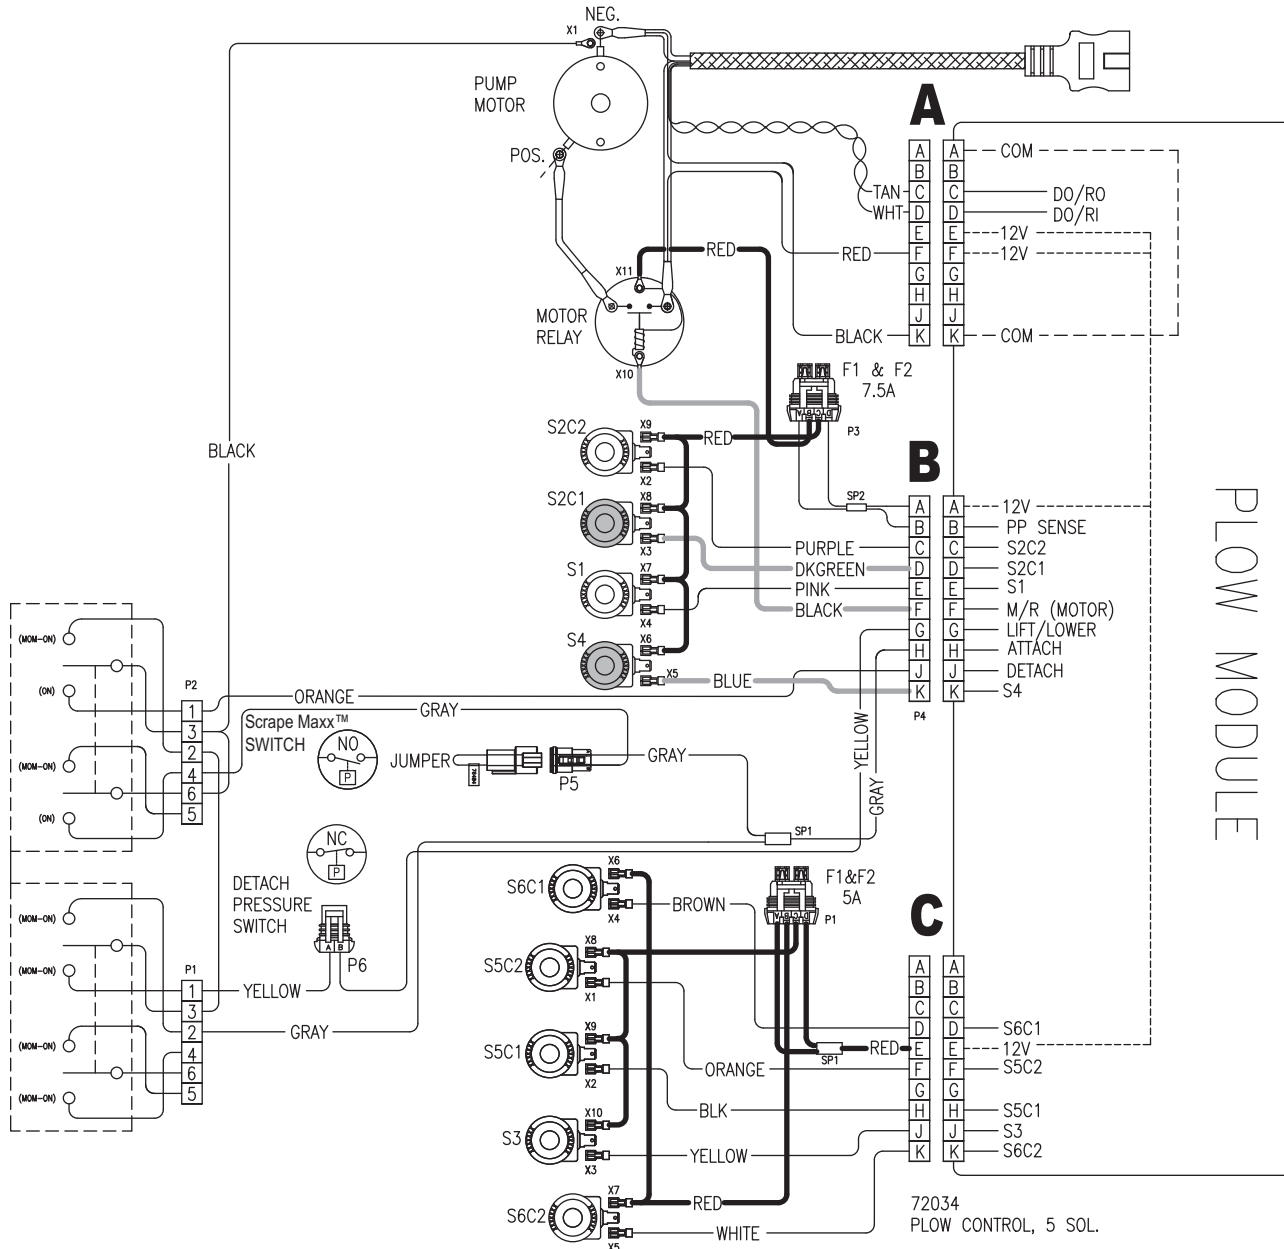 NEG.
X1
PUMP
MOTOR
POS.
A
A
B
C
D
E
F
G
H
J
K
A
B
C
D
E
F
G
H
J
K
COM
TAN
WHT
DO/RO
DO/RI
12V
12V
RED
RED
BLACK
COM
X11
MOTOR
RELAY
X10
F1 & F2
7.5A
A B C D
P3
BLACK
S2C2
X9
RED
X2
S2C1
X8
X3
S1
X7
X4
S4
X6
X5
B
SP2
A
B
C
D
E
F
G
H
J
K
P4
A
B
C
D
E
F
G
H
J
K
PURPLE
DKGREEN
PINK
BLACK
BLUE
12V
PP SENSE
S2C2
S2C1
S1
M/R (MOTOR)
LIFT/LOWER
ATTACH
DETACH
S4
PLOW MODULE
(MOM-ON)
(ON)
(MOM-ON)
(ON)
P2
1
3
2
4
6
5
ORANGE
GRAY
Scrape Maxx™
SWITCH
NO
P
JUMPER
P5
GRAY
YELLOW
GRAY
SP1
NC
P
DETACH
PRESSURE
SWITCH
A B
P6
(MOM-ON)
(MOM-ON)
(MOM-ON)
(MOM-ON)
P1
1
3
2
4
6
5
YELLOW
GRAY
S6C1
X6
X4
BROWN
F1&F2
5A
A B C D
P1
S5C2
X8
X1
S5C1
X9
X2
S3
X10
X3
S6C2
X7
X5
ORANGE
BLK
YELLOW
RED
WHITE
SP1
RED
C
A
B
C
D
E
F
G
H
J
K
A
B
C
D
E
F
G
H
J
K
S6C1
12V
S5C2
S5C1
S3
S6C2
72034
PLOW CONTROL, 5 SOL.